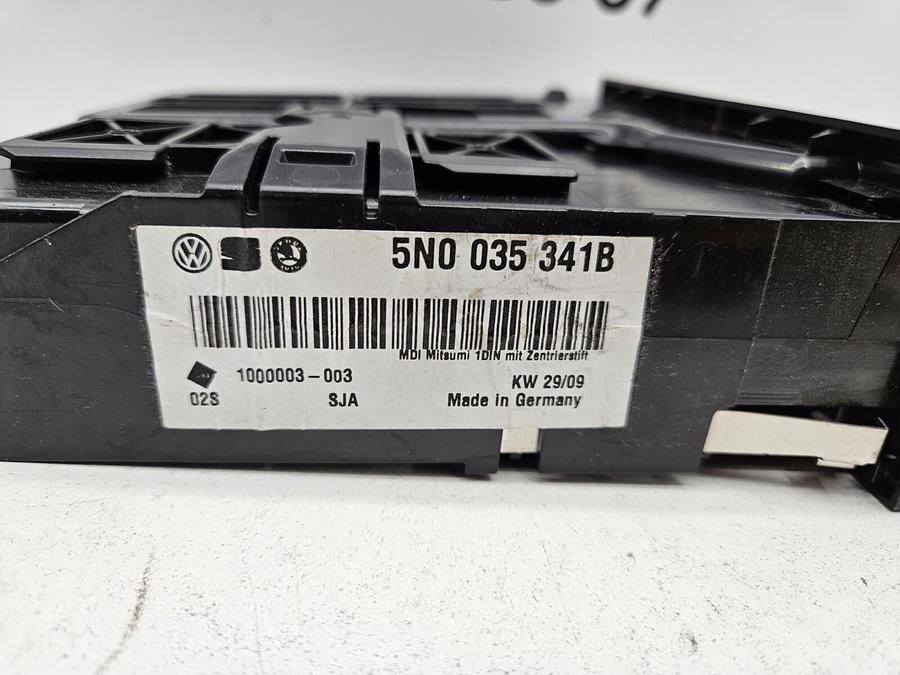 5N0 035 341B
MDI Mitsumi 1DIN mit Zentrierstift
1000003-003
KW 29/09
02S
SJA
Made in Germany